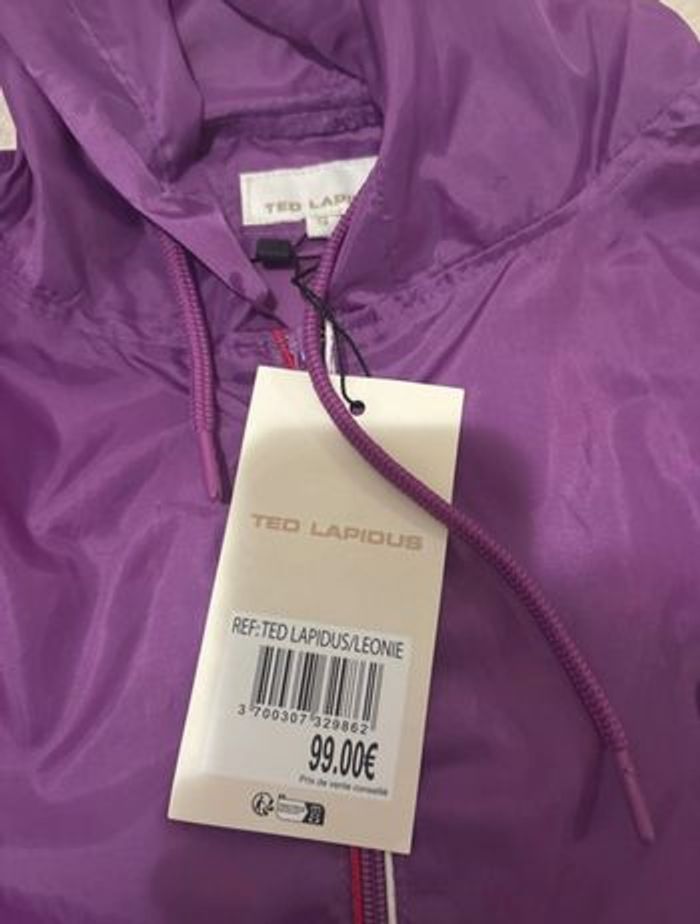 TED LAPI
TED LAPIDUS
REF:TED LAPIDUS/LEONIE
3 700307 329862
99.00€
Prix de vente conseillé